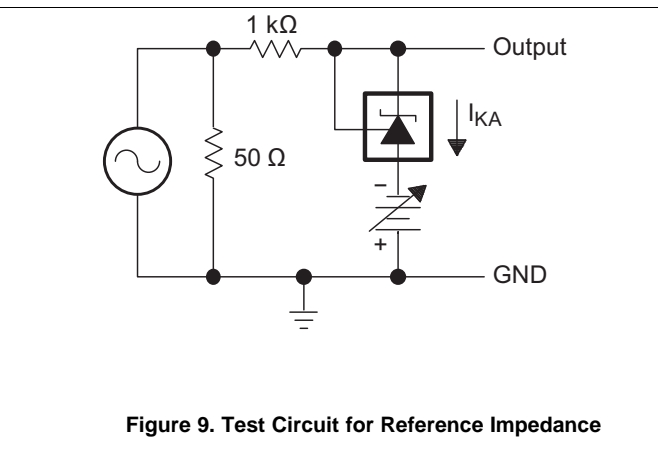 1 kΩ
Output
I_KA
50 Ω
−
+
GND
Figure 9. Test Circuit for Reference Impedance